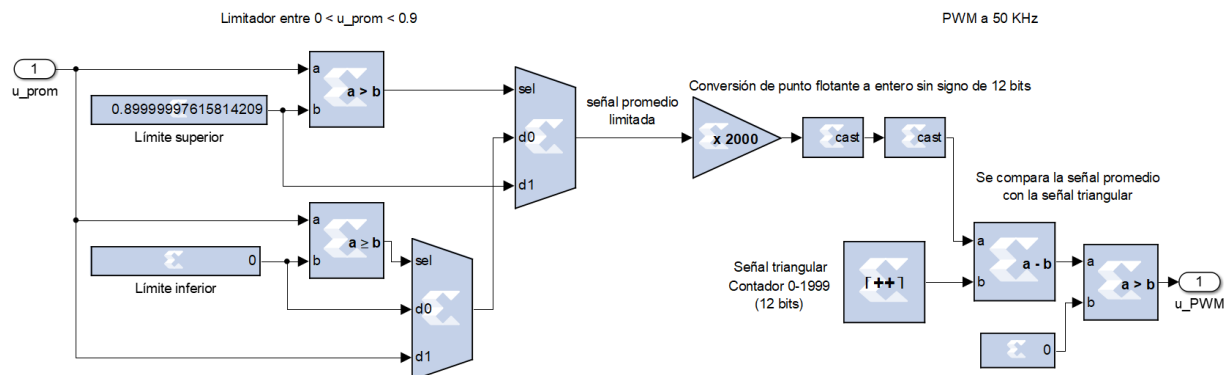 Limitador entre 0 < u_prom < 0.9
PWM a 50 KHz
1
u_prom
a
b
a > b
0.89999997615814209
Límite superior
sel
d0
d1
señal promedio
limitada
Conversión de punto flotante a entero sin signo de 12 bits
x 2000
cast
cast
a
b
a ≥ b
0
Límite inferior
sel
d0
d1
Se compara la señal promedio
con la señal triangular
Señal triangular
Contador 0-1999
(12 bits)
++
a
b
a - b
a
b
a > b
0
1
u_PWM